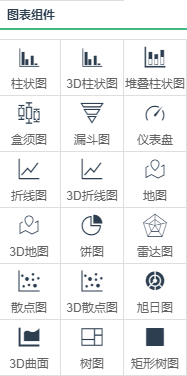 图表组件
柱状图 3D柱状图 堆叠柱状图
盒须图 漏斗图 仪表盘
折线图 3D折线图 地图
3D地图 饼图 雷达图
散点图 3D散点图 旭日图
3D曲面 树图 矩形树图